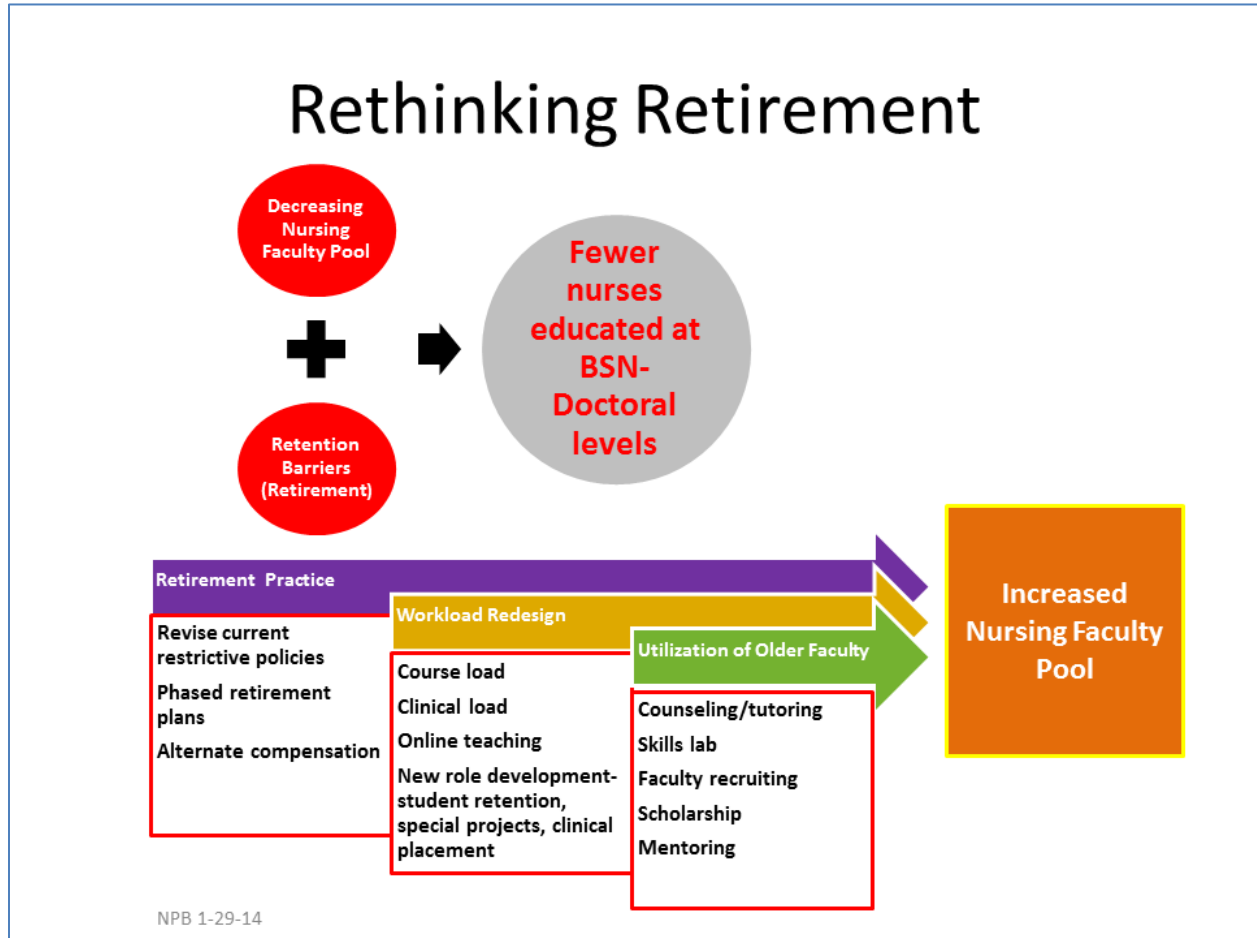 Rethinking Retirement
Decreasing
Nursing
Faculty Pool
Retention
Barriers
(Retirement)
Fewer
nurses
educated at
BSN-
Doctoral
levels
Retirement Practice
Revise current
restrictive policies
Phased retirement
plans
Alternate compensation
Workload Redesign
Course load
Clinical load
Online teaching
New role development-
student retention,
special projects, clinical
placement
Utilization of Older Faculty
Counseling/tutoring
Skills lab
Faculty recruiting
Scholarship
Mentoring
Increased
Nursing Faculty
Pool
NPB 1-29-14